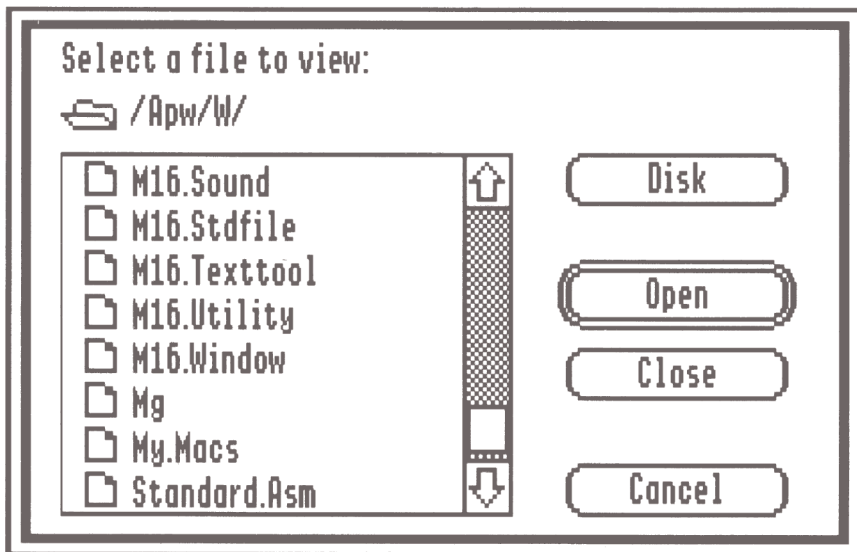 Select a file to view:
/Apw/W/
M16.Sound
M16.Stdfile
M16.Texttool
M16.Utility
M16.Window
Mg
My.Macs
Standard.Asm
Disk
Open
Close
Cancel